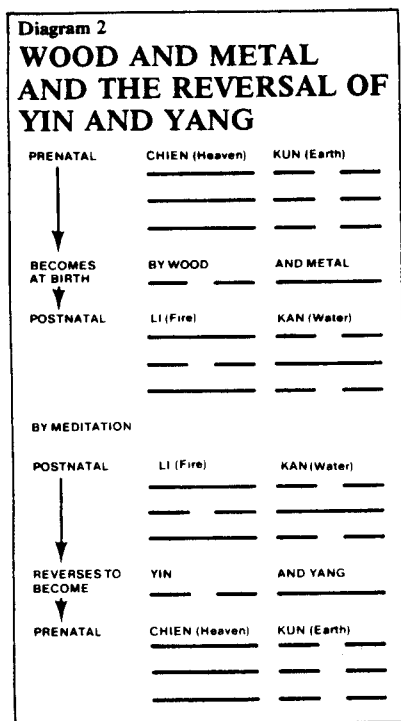 Diagram 2
WOOD AND METAL
AND THE REVERSAL OF
YIN AND YANG
PRENATAL CHIEN (Heaven) KUN (Earth)
BECOMES BY WOOD AND METAL
AT BIRTH
POSTNATAL LI (Fire) KAN (Water)
BY MEDITATION
POSTNATAL LI (Fire) KAN (Water)
REVERSES TO YIN AND YANG
BECOME
PRENATAL CHIEN (Heaven) KUN (Earth)